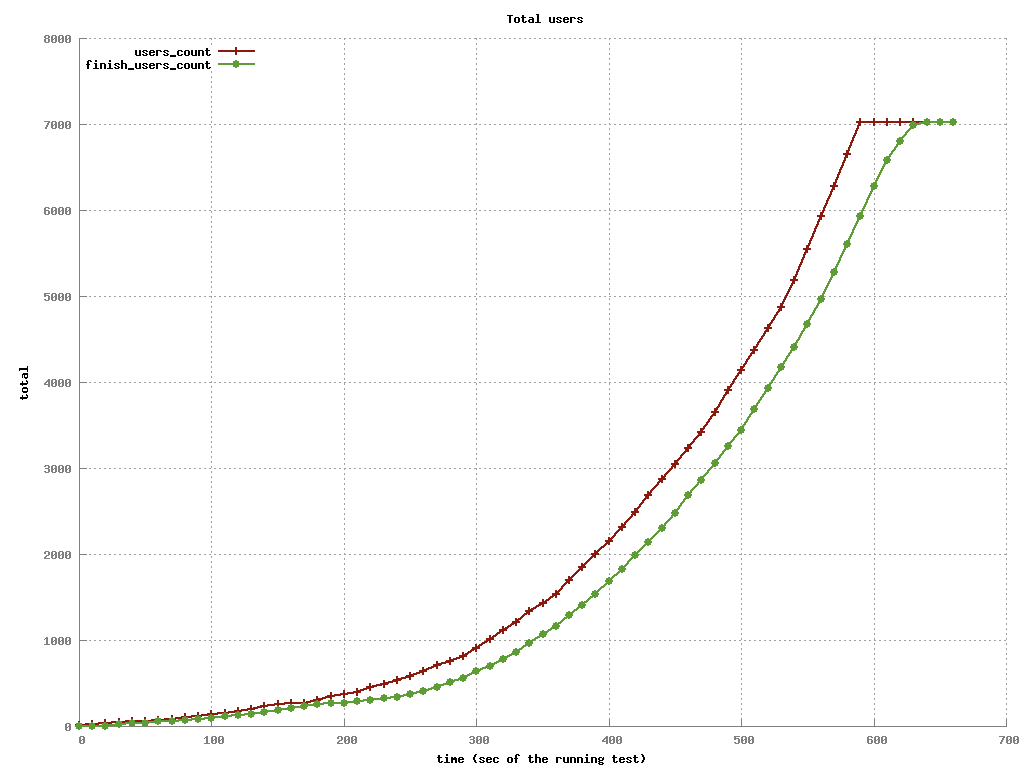 Total users
users_count
finish_users_count
8000
7000
6000
5000
4000
3000
2000
1000
0
total
0 100 200 300 400 500 600 700
time (sec of the running test)